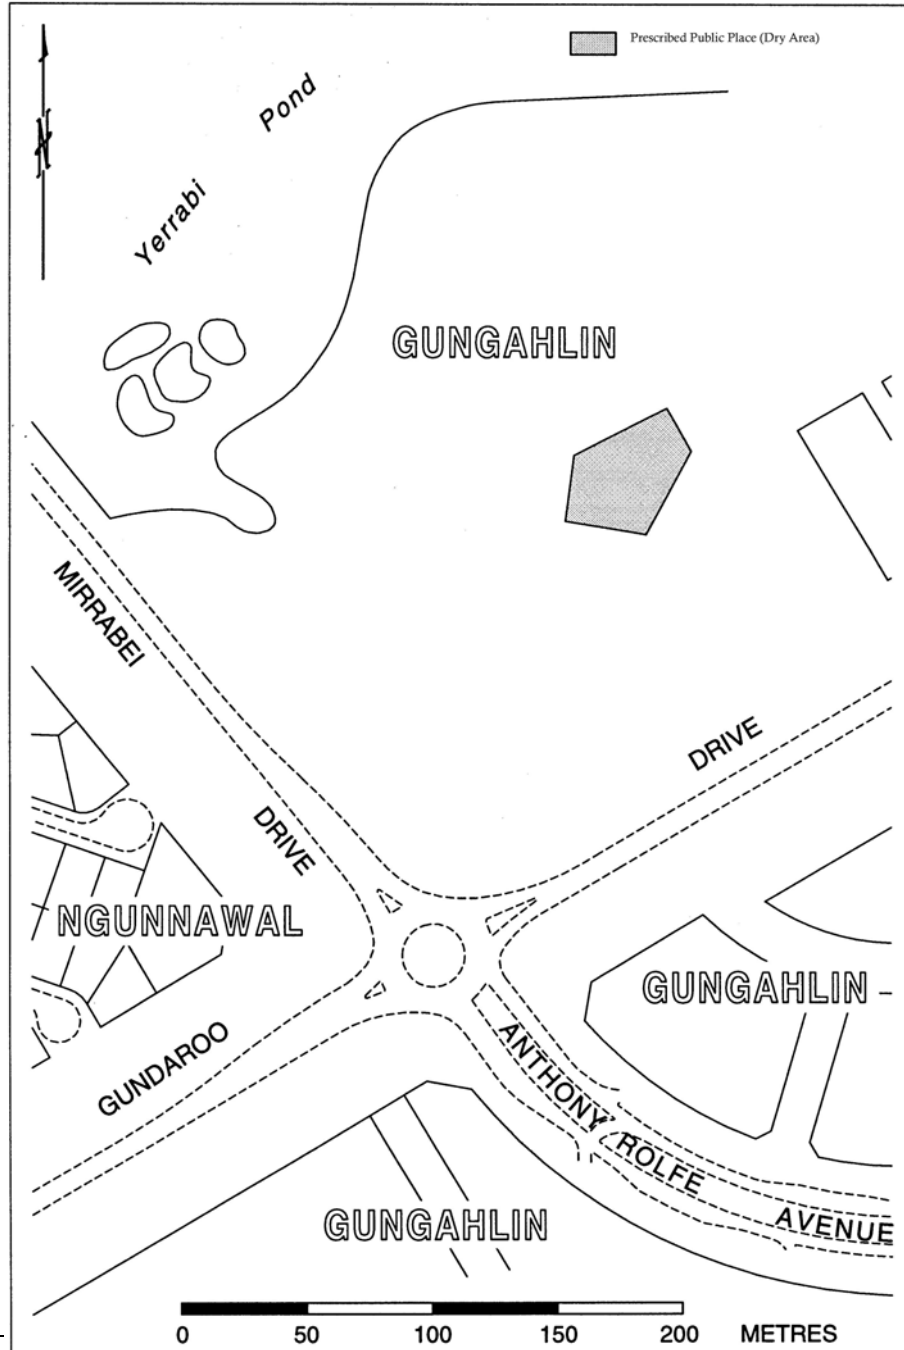 Prescribed Public Place (Dry Area)
N
Yerrabi Pond
GUNGAHLIN
MIRRABEI
DRIVE
DRIVE
NGUNNAWAL
GUNGAHLIN
GUNDAROO
ANTHONY ROLFE AVENUE
GUNGAHLIN
0 50 100 150 200 METRES